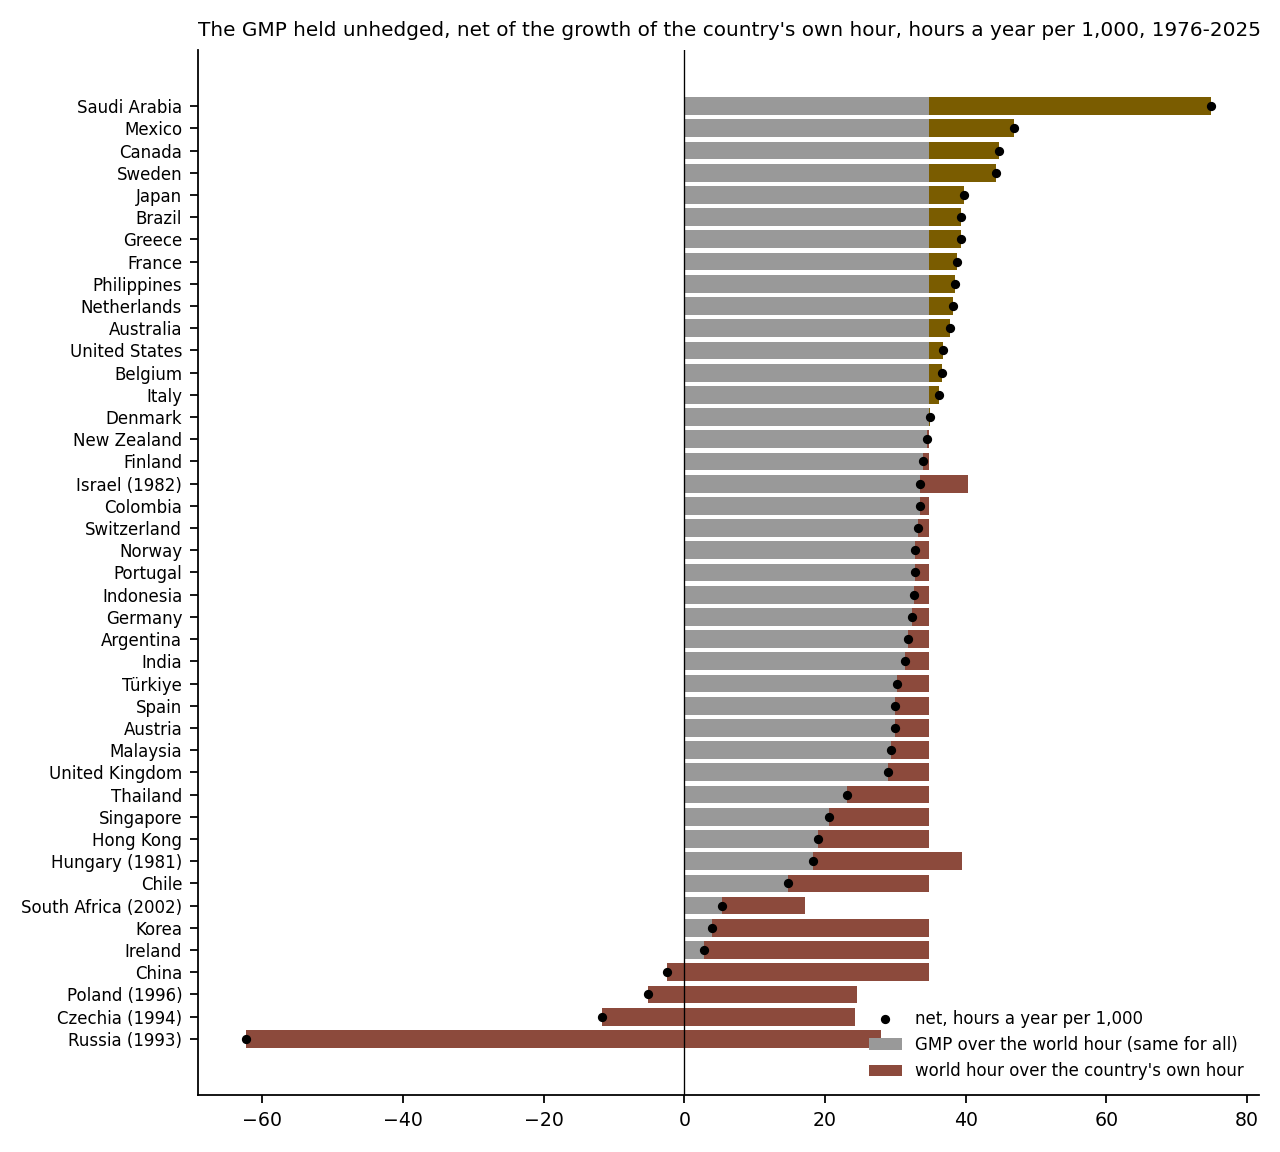 The GMP held unhedged, net of the growth of the country's own hour, hours a year per 1,000, 1976-2025
Saudi Arabia
Mexico
Canada
Sweden
Japan
Brazil
Greece
France
Philippines
Netherlands
Australia
United States
Belgium
Italy
Denmark
New Zealand
Finland
Israel (1982)
Colombia
Switzerland
Norway
Portugal
Indonesia
Germany
Argentina
India
Türkiye
Spain
Austria
Malaysia
United Kingdom
Thailand
Singapore
Hong Kong
Hungary (1981)
Chile
South Africa (2002)
Korea
Ireland
China
Poland (1996)
Czechia (1994)
Russia (1993)
net, hours a year per 1,000
GMP over the world hour (same for all)
world hour over the country's own hour
−60 −40 −20 0 20 40 60 80